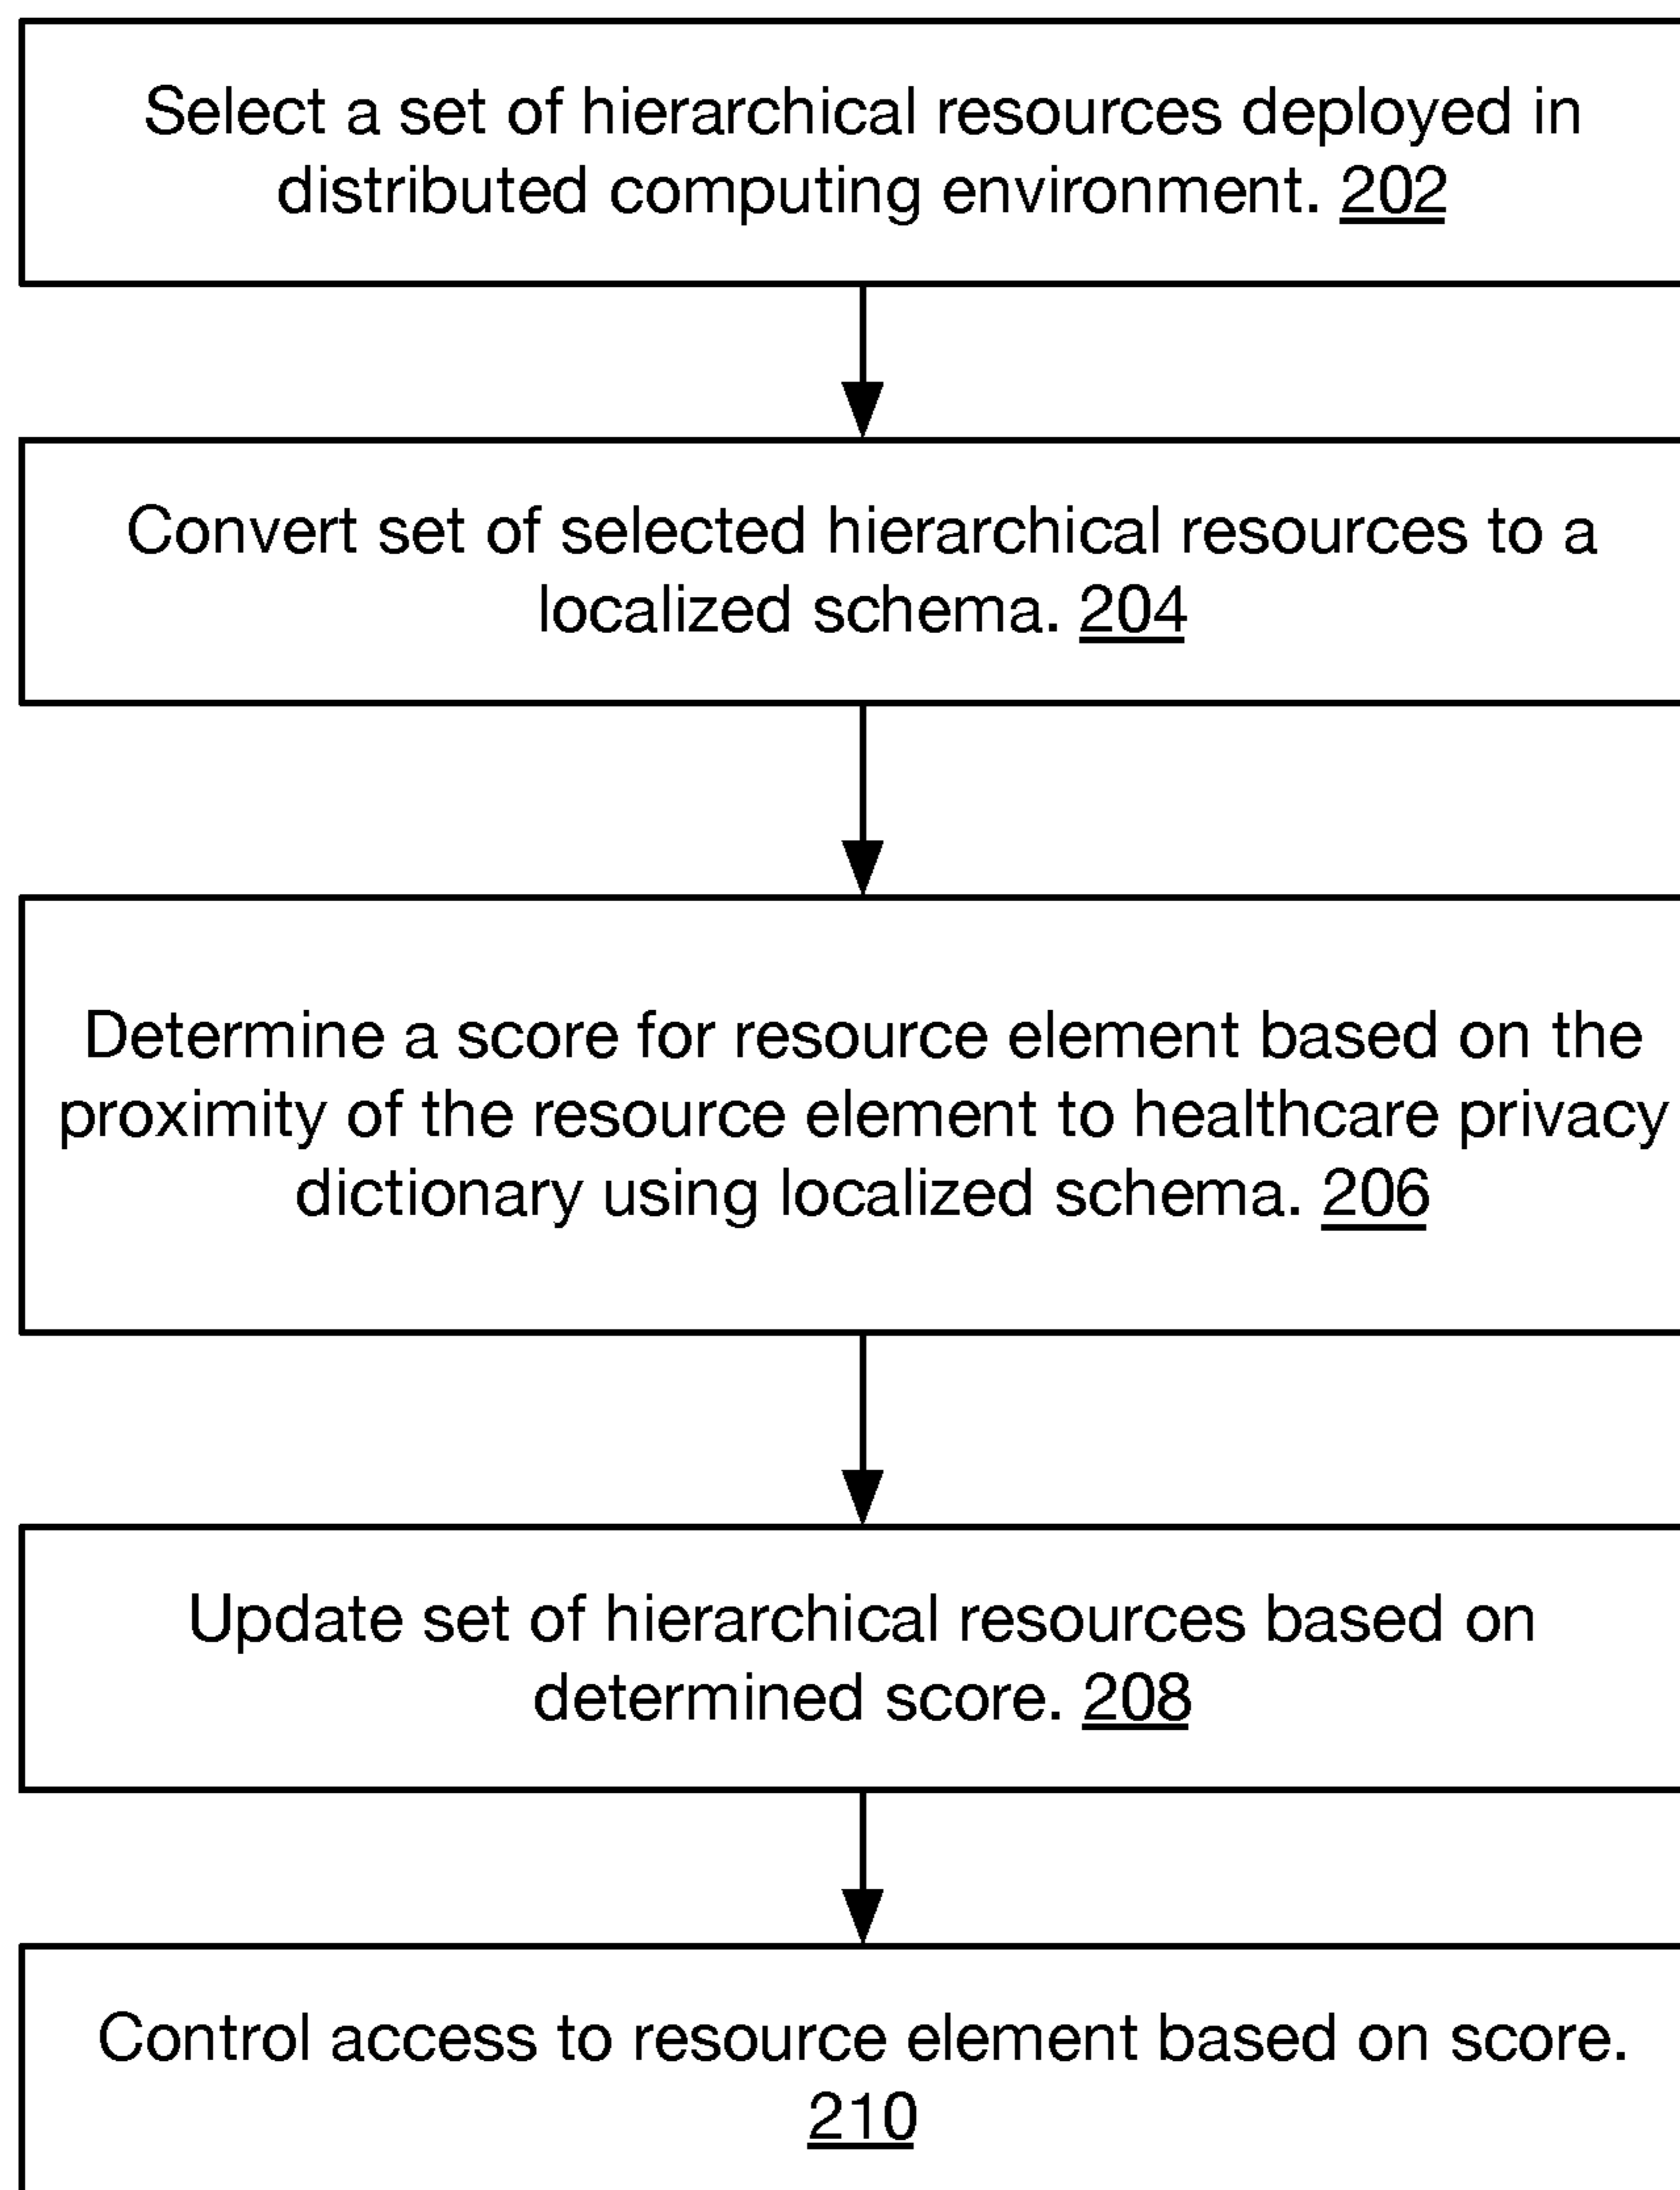 Select a set of hierarchical resources deployed in
distributed computing environment. 202
Convert set of selected hierarchical resources to a
localized schema. 204
Determine a score for resource element based on the
proximity of the resource element to healthcare privacy
dictionary using localized schema. 206
Update set of hierarchical resources based on
determined score. 208
Control access to resource element based on score.
210